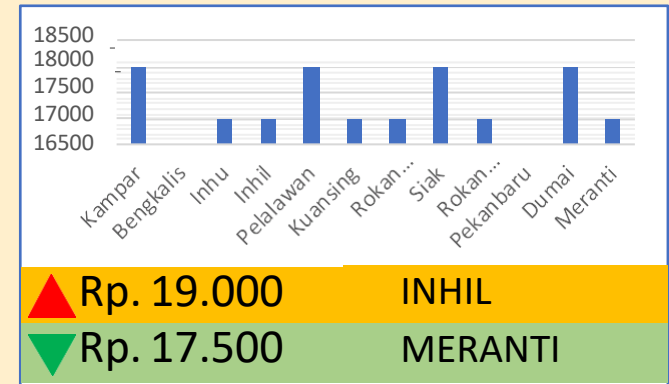 18500
18000
17500
17000
16500
Kampar
Bengkalis
Inhu
Inhil
Pelalawan
Kuansing
Rokan...
Siak
Rokan...
Pekanbaru
Dumai
Meranti
Rp. 19.000 INHIL
Rp. 17.500 MERANTI